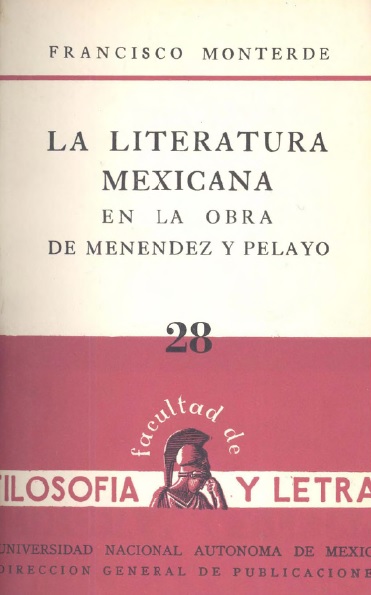 FRANCISCO MONTERDE
LA LITERATURA
MEXICANA
EN LA OBRA
DE MENENDEZ Y PELAYO
28
facultad de
FILOSOFIA Y LETRA
UNIVERSIDAD NACIONAL AUTONOMA DE MEXIC
DIRECCION GENERAL DE PUBLICACIONE